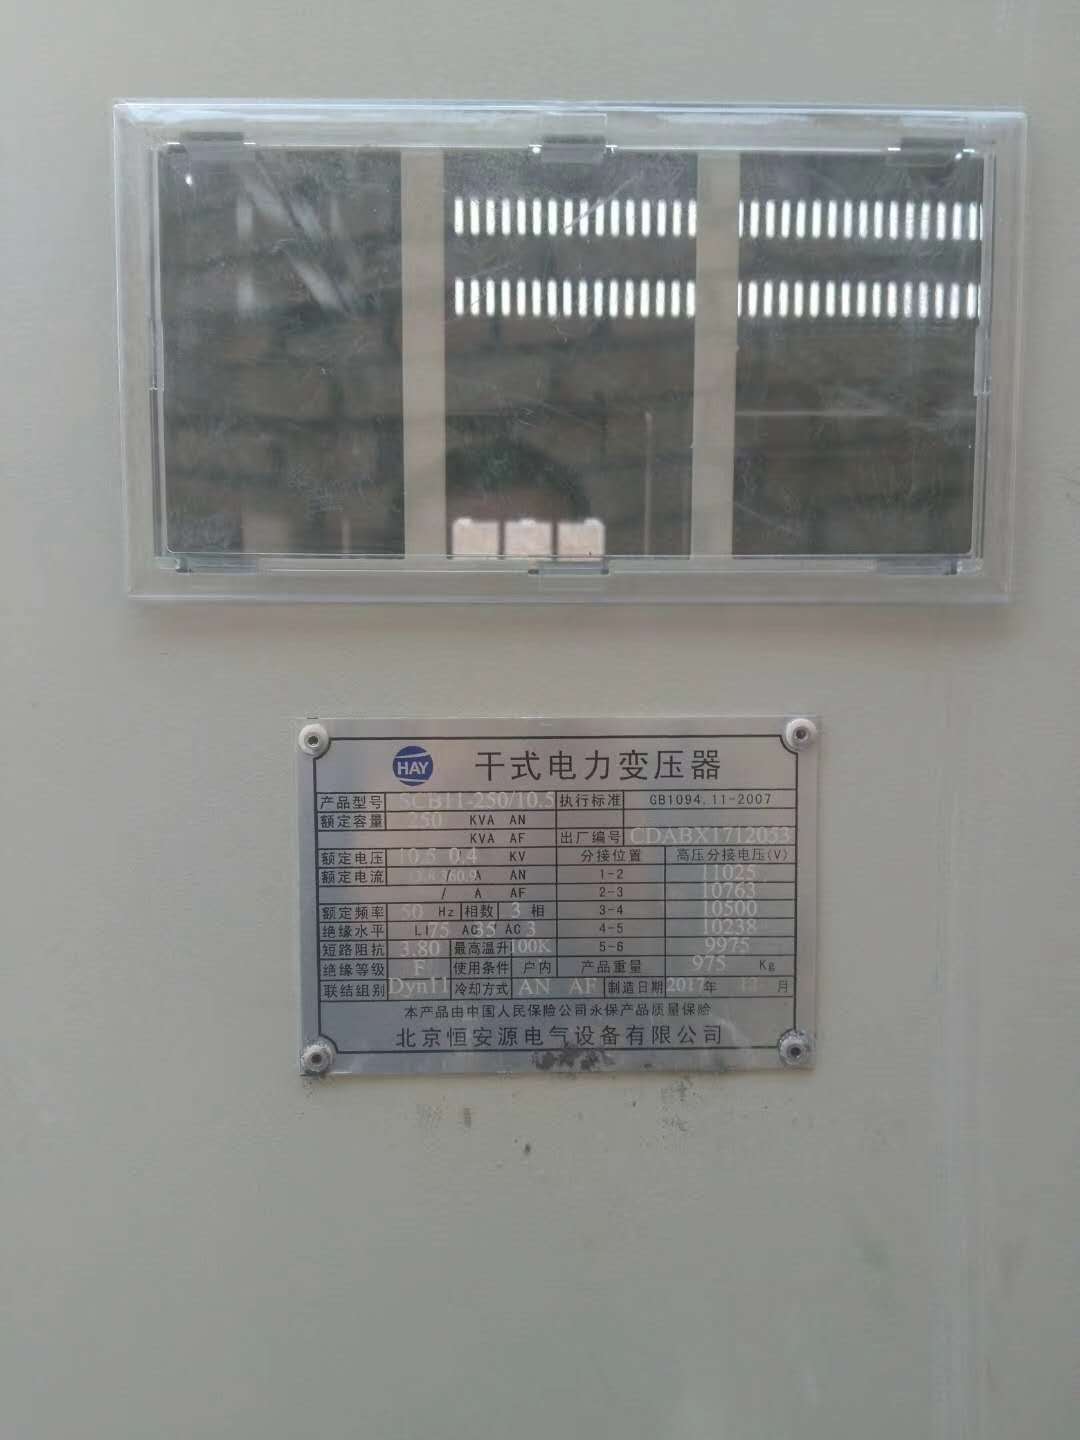 HAY 干式电力变压器
产品型号 SCB11-250/10.5 执行标准 GB1094.11-2007
额定容量 250 KVA AN
KVA AF 出厂编号 CDABX1712053
额定电压 10.5 0.4 KV 分接位置 高压分接电压(V)
额定电流 / A AN 1-2 11025
/ A AF 2-3 10763
额定频率 50 Hz 相数 3 相 3-4 10500
绝缘水平 LI 75 AC 35 / AC 3 4-5 10238
短路阻抗 3.80 最高温升 100K 5-6 9975
绝缘等级 F 使用条件 户内 产品重量 975 Kg
联结组别 Dyn11 冷却方式 AN AF 制造日期 2017 年 月
本产品由中国人民保险公司永保产品质量保险
北京恒安源电气设备有限公司